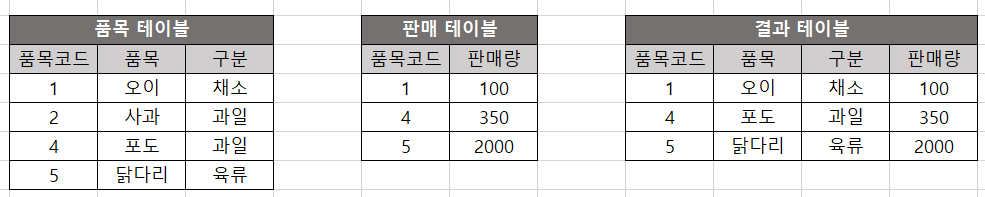 품목 테이블 판매 테이블 결과 테이블
품목코드 품목 구분 품목코드 판매량 품목코드 품목 구분 판매량
1 오이 채소 1 100 1 오이 채소 100
2 사과 과일 4 350 4 포도 과일 350
4 포도 과일 5 2000 5 닭다리 육류 2000
5 닭다리 육류